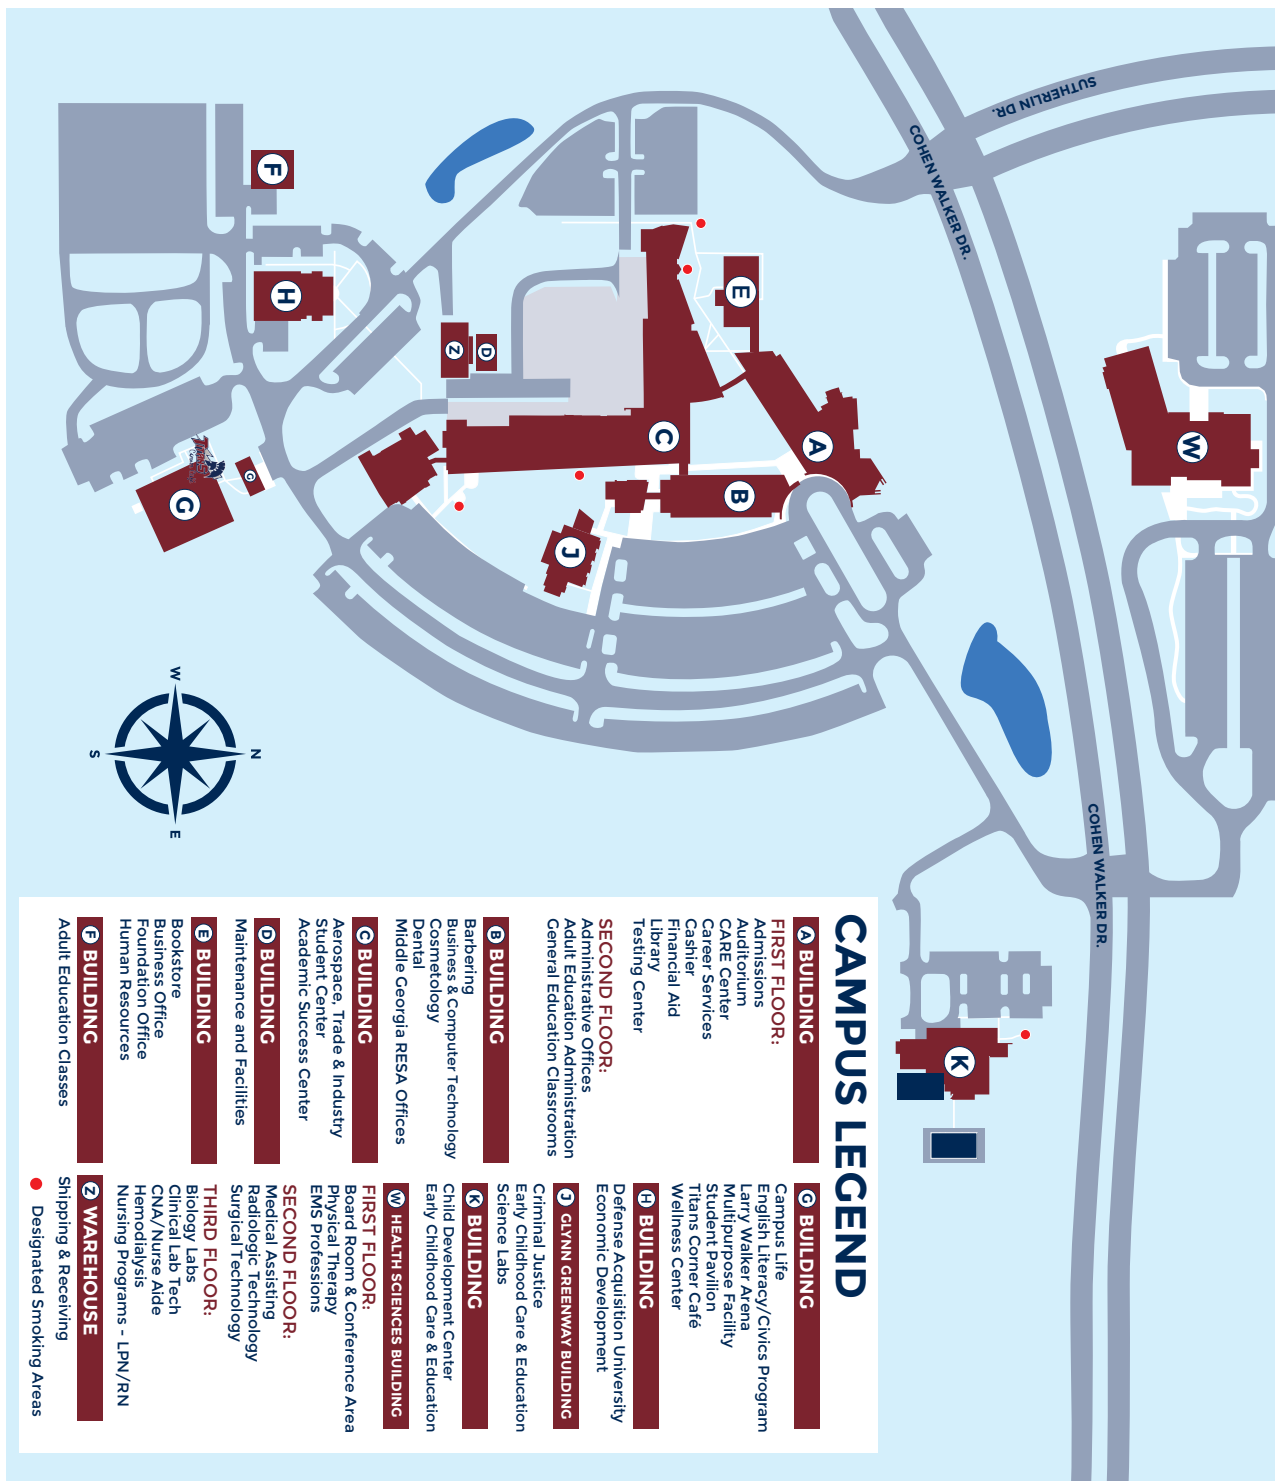 SUTHERLIN DR.
COHEN WALKER DR.
COHEN WALKER DR.
F
H
E
Z
D
C
A
B
W
G
G
J
K
TITANS
N
W
E
S
CAMPUS LEGEND
A BUILDING
FIRST FLOOR:
Admissions
Auditorium
CARE Center
Career Services
Cashier
Financial Aid
Library
Testing Center
SECOND FLOOR:
Administrative Offices
Adult Education Administration
General Education Classrooms
B BUILDING
Barbering
Business & Computer Technology
Cosmetology
Dental
Middle Georgia RESA Offices
C BUILDING
Aerospace, Trade & Industry
Student Center
Academic Success Center
D BUILDING
Maintenance and Facilities
E BUILDING
Bookstore
Business Office
Foundation Office
Human Resources
F BUILDING
Adult Education Classes
G BUILDING
Campus Life
English Literacy/Civics Program
Larry Walker Arena
Multipurpose Facility
Student Pavilion
Titans Corner Café
Wellness Center
H BUILDING
Defense Acquisition University
Economic Development
J GLYNN GREENWAY BUILDING
Criminal Justice
Early Childhood Care & Education
Science Labs
K BUILDING
Child Development Center
Early Childhood Care & Education
W HEALTH SCIENCES BUILDING
FIRST FLOOR:
Board Room & Conference Area
Physical Therapy
EMS Professions
SECOND FLOOR:
Medical Assisting
Radiologic Technology
Surgical Technology
THIRD FLOOR:
Biology Labs
Clinical Lab Tech
CNA/Nurse Aide
Hemodialysis
Nursing Programs - LPN/RN
Z WAREHOUSE
Shipping & Receiving
Designated Smoking Areas